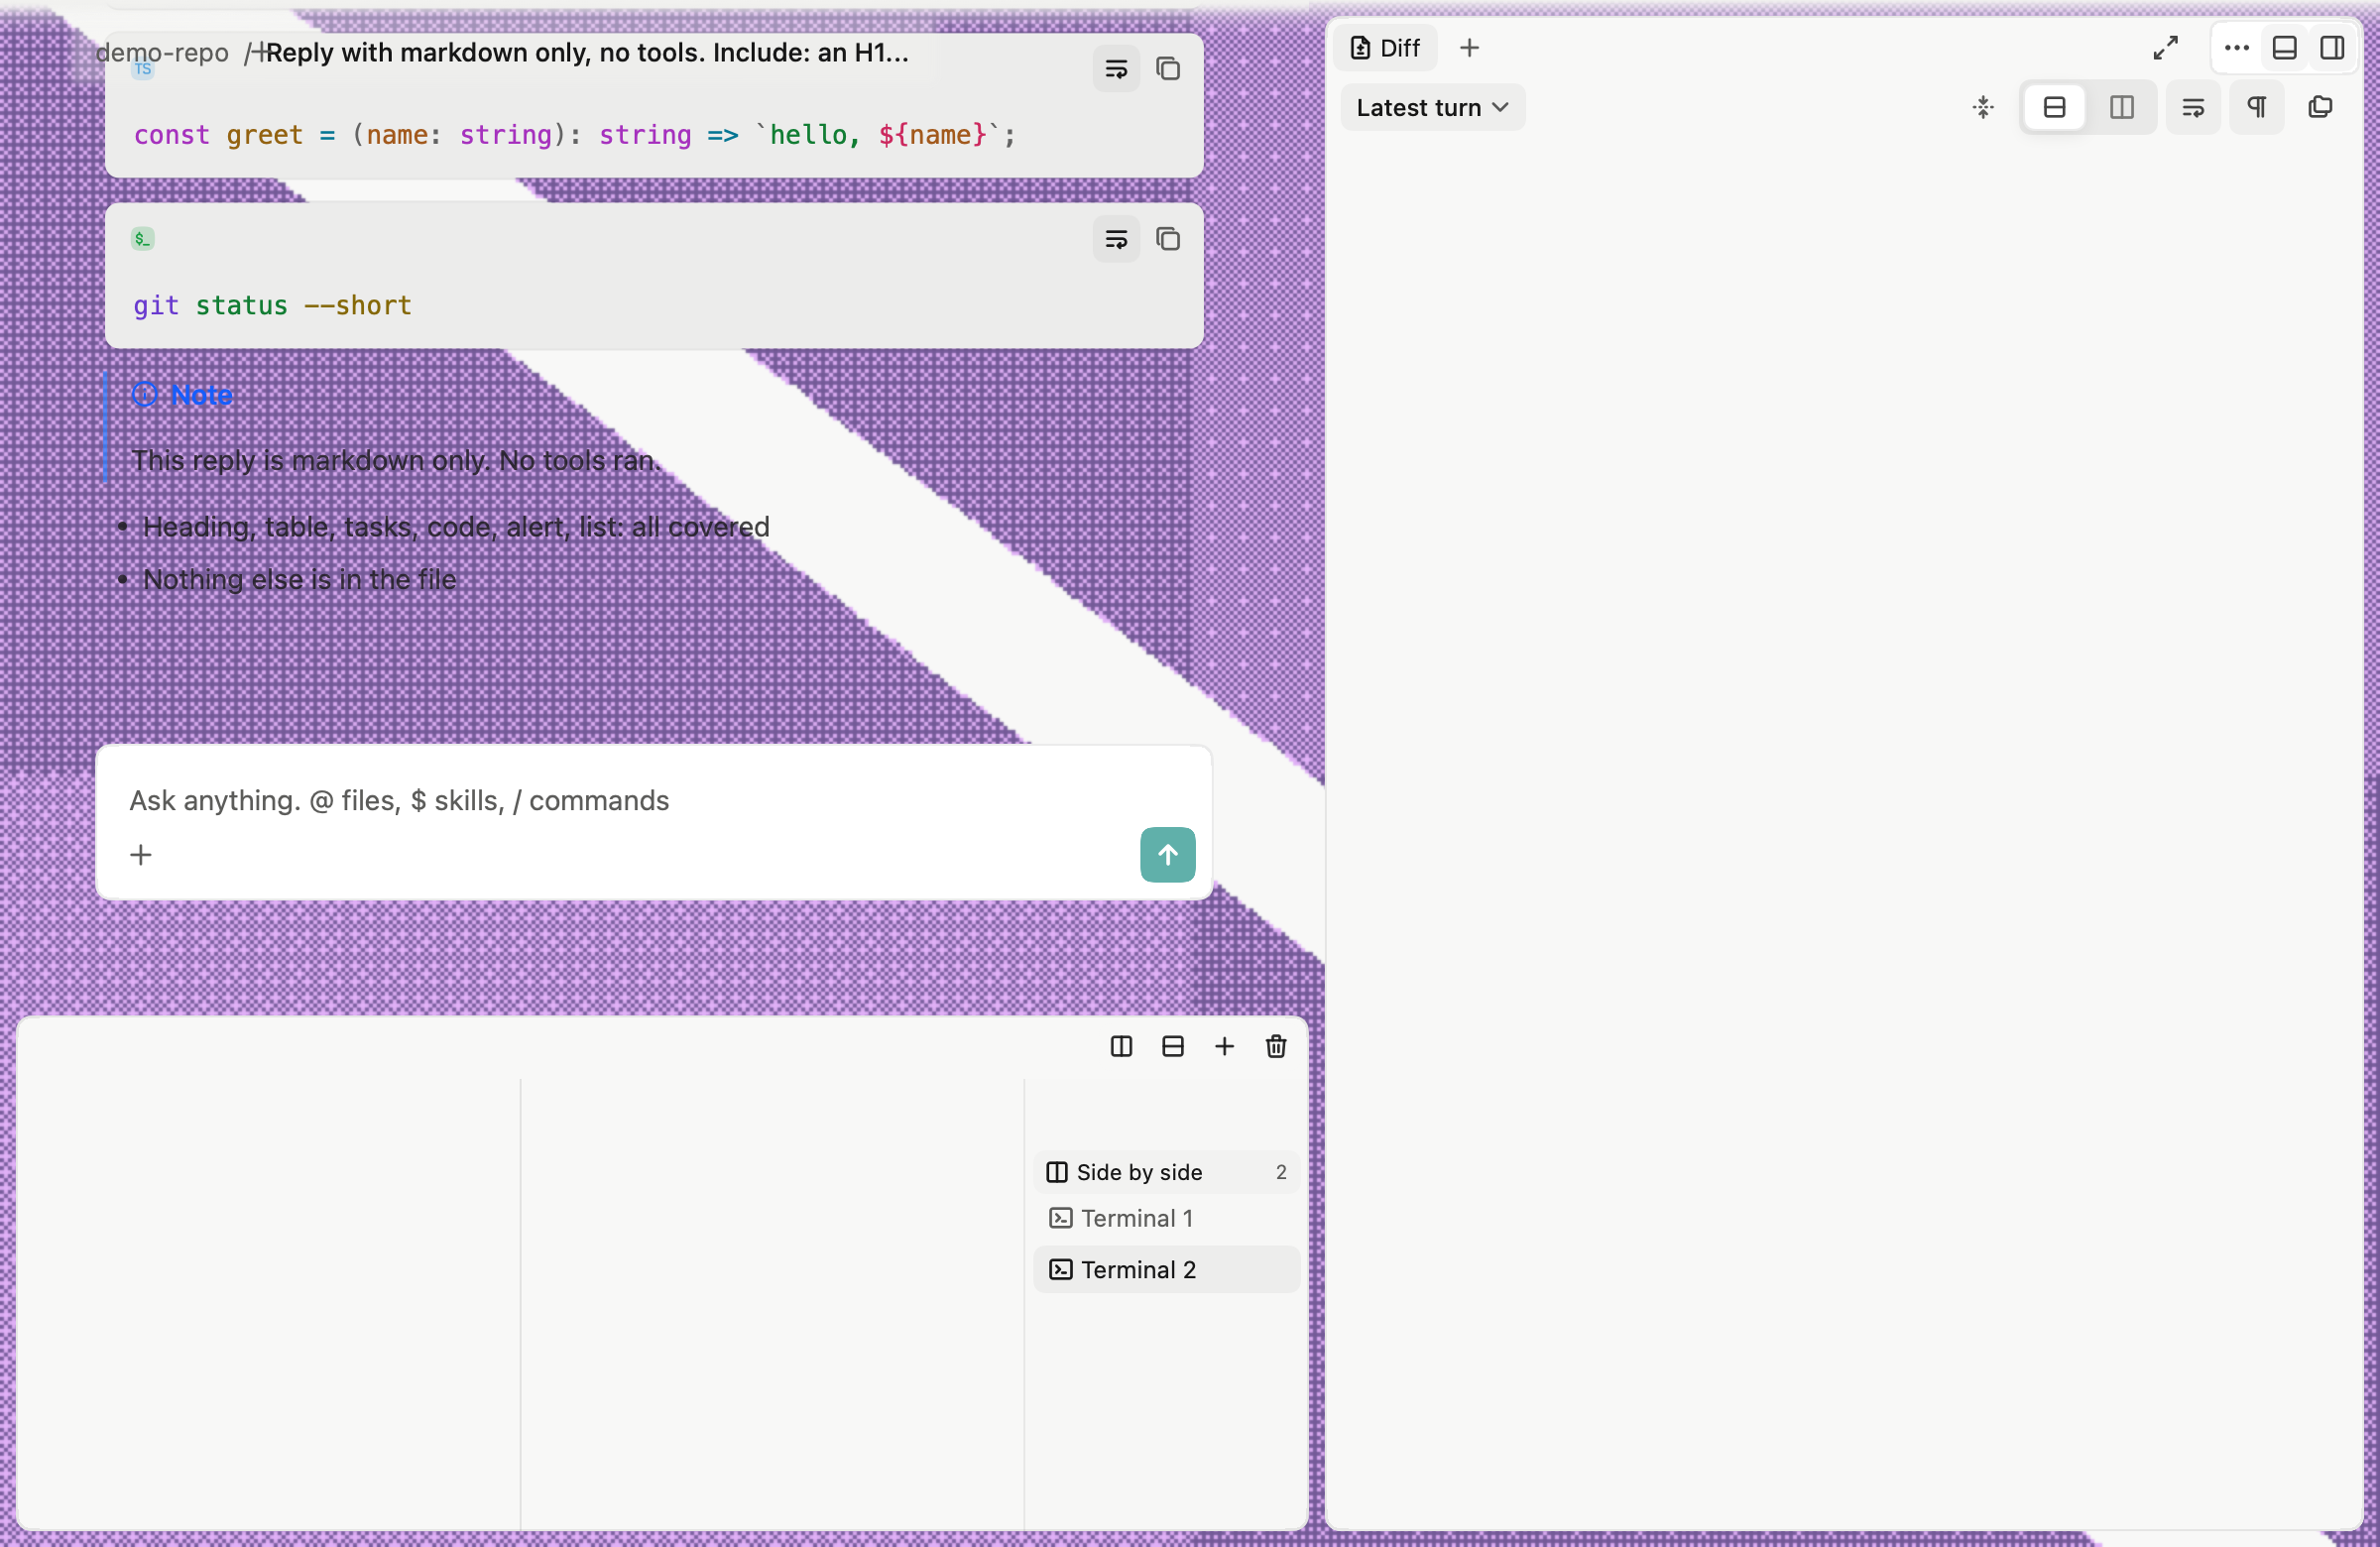 demo-repo / Reply with markdown only, no tools. Include: an H1...
TS
const greet = (name: string): string => `hello, ${name}`;
$_
git status --short
Note
This reply is markdown only. No tools ran.
• Heading, table, tasks, code, alert, list: all covered
• Nothing else is in the file
Ask anything. @ files, $ skills, / commands
Side by side 2
Terminal 1
Terminal 2
Diff
Latest turn